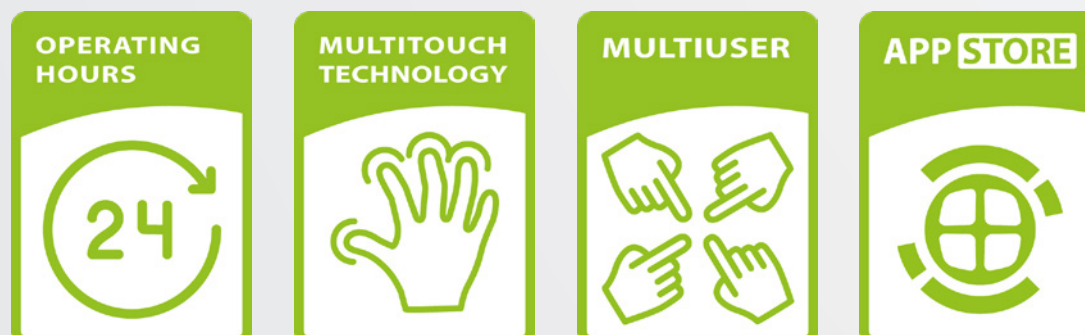 OPERATING
HOURS
24
MULTITOUCH
TECHNOLOGY
MULTIUSER
APP STORE